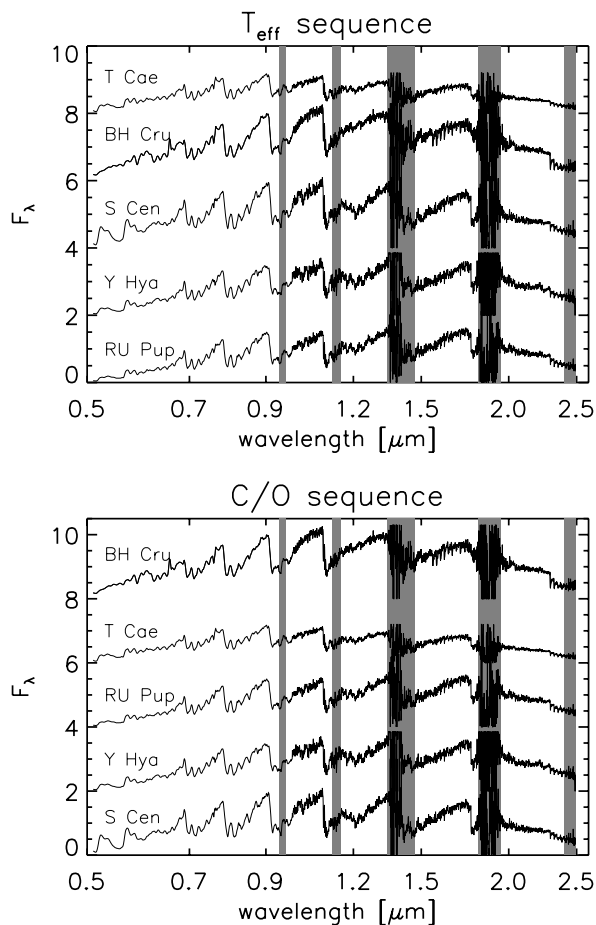 T_eff sequence
10
T Cae
8
BH Cru
6
S Cen
F_λ
4
Y Hya
2
RU Pup
0
0.5 0.7 0.9 1.2 1.5 2.0 2.5
wavelength [μm]
C/O sequence
10
BH Cru
8
T Cae
6
F_λ
RU Pup
4
Y Hya
2
S Cen
0
0.5 0.7 0.9 1.2 1.5 2.0 2.5
wavelength [μm]